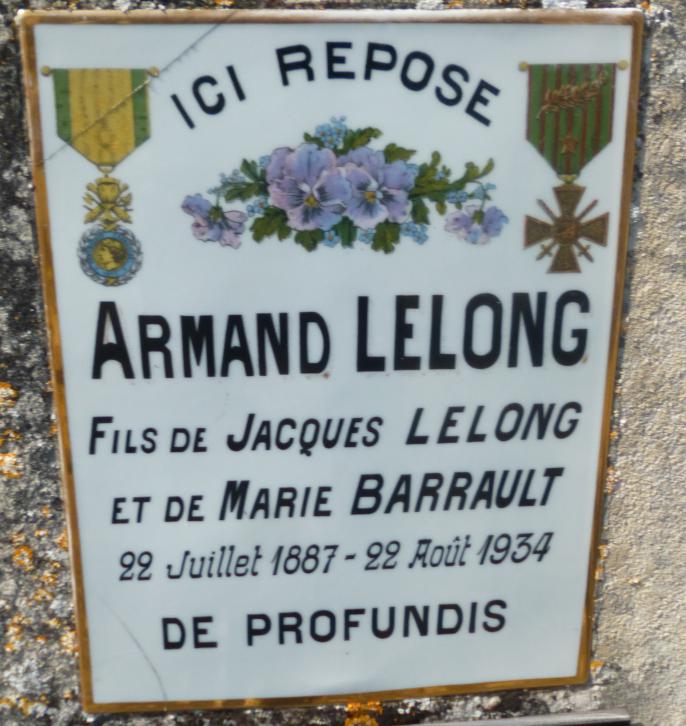 ICI REPOSE
ARMAND LELONG
FILS DE JACQUES LELONG
ET DE MARIE BARRAULT
22 Juillet 1887 - 22 Août 1934
DE PROFUNDIS